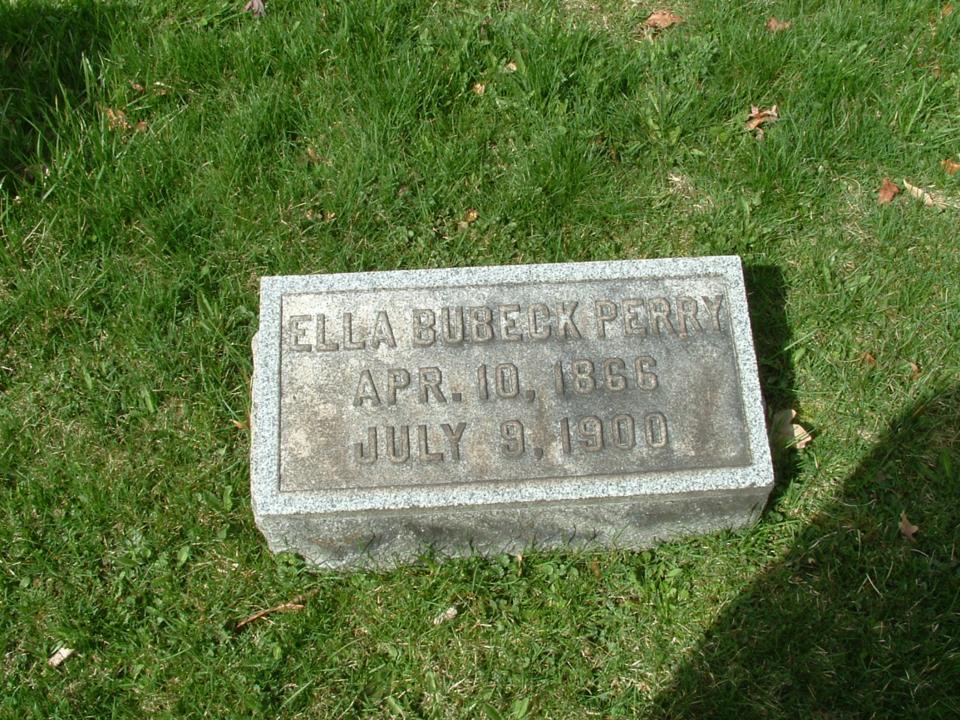 ELLA BUBECK PERRY
APR. 10, 1866
JULY 9, 1900